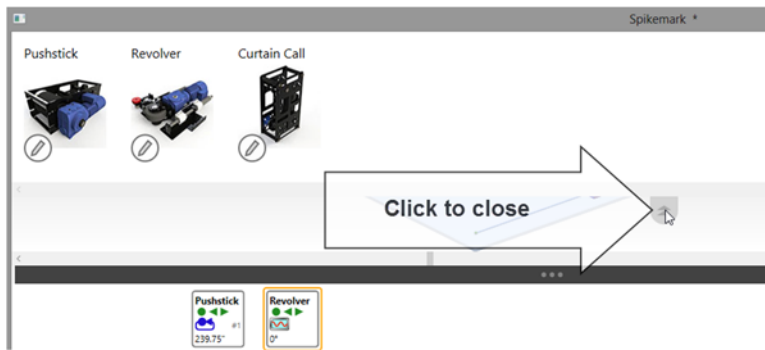 Spikemark *
Pushstick
Revolver
Curtain Call
Click to close
Pushstick
#1
239.75"
Revolver
0°